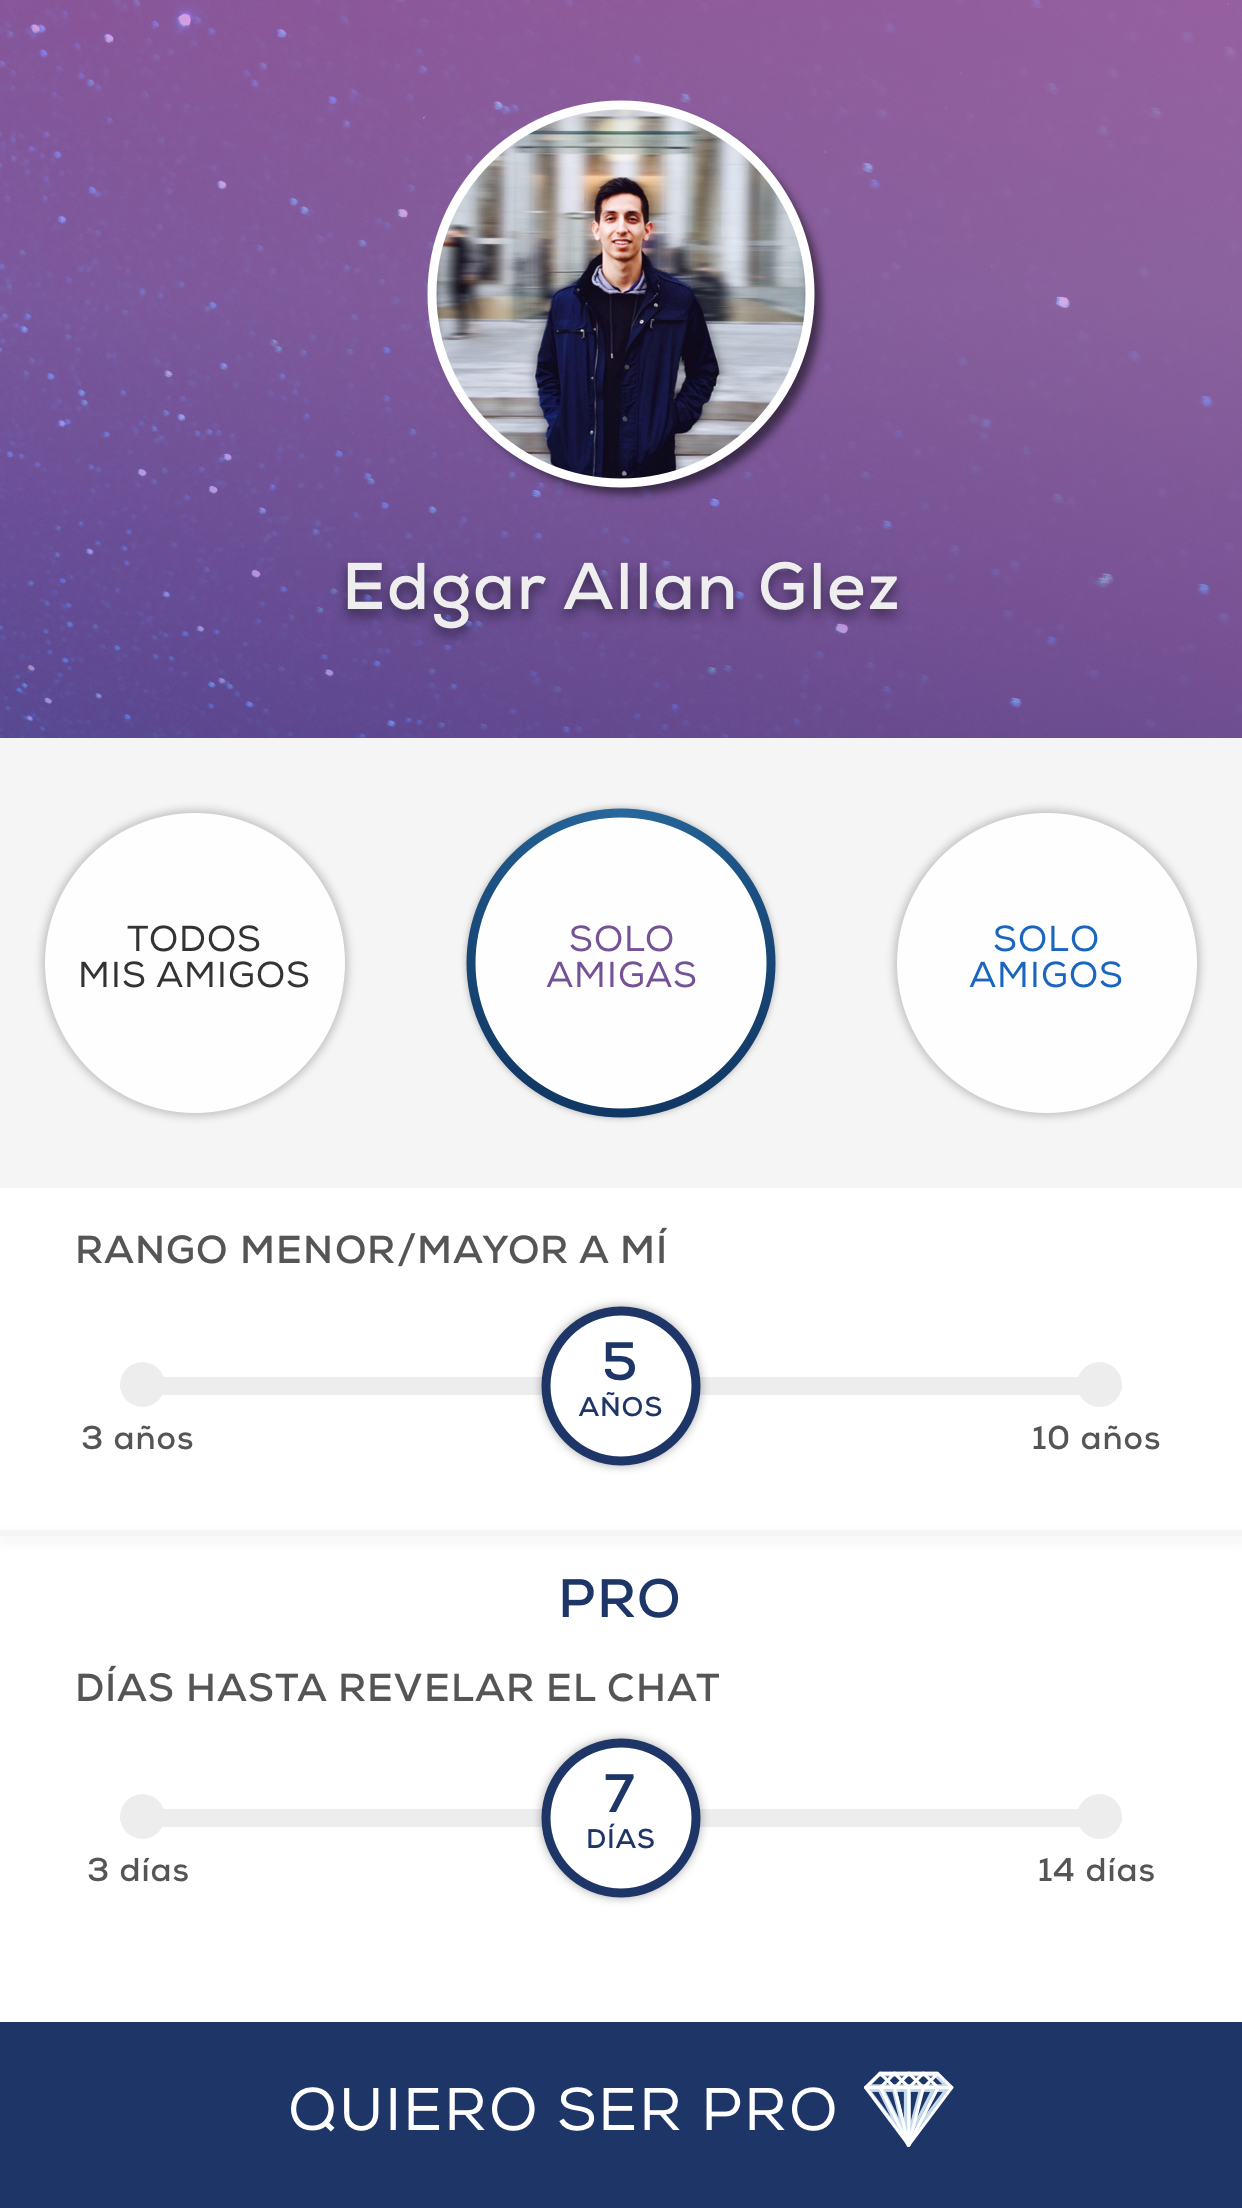 Edgar Allan Glez
TODOS
MIS AMIGOS
SOLO
AMIGAS
SOLO
AMIGOS
RANGO MENOR/MAYOR A MÍ
5
AÑOS
3 años
10 años
PRO
DÍAS HASTA REVELAR EL CHAT
7
DÍAS
3 días
14 días
QUIERO SER PRO